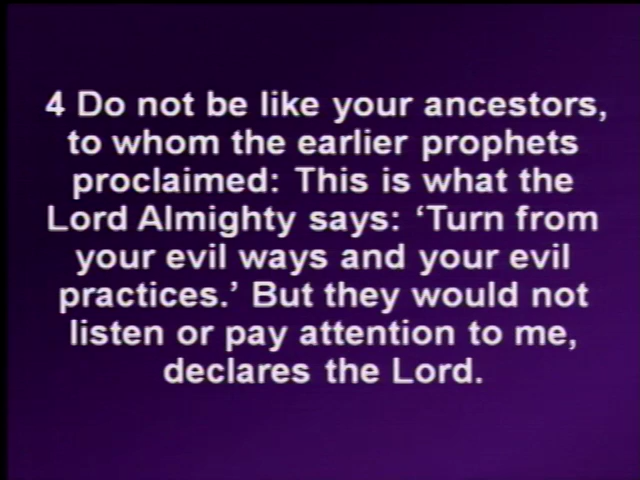 4 Do not be like your ancestors,
to whom the earlier prophets
proclaimed: This is what the
Lord Almighty says: ‘Turn from
your evil ways and your evil
practices.’ But they would not
listen or pay attention to me,
declares the Lord.